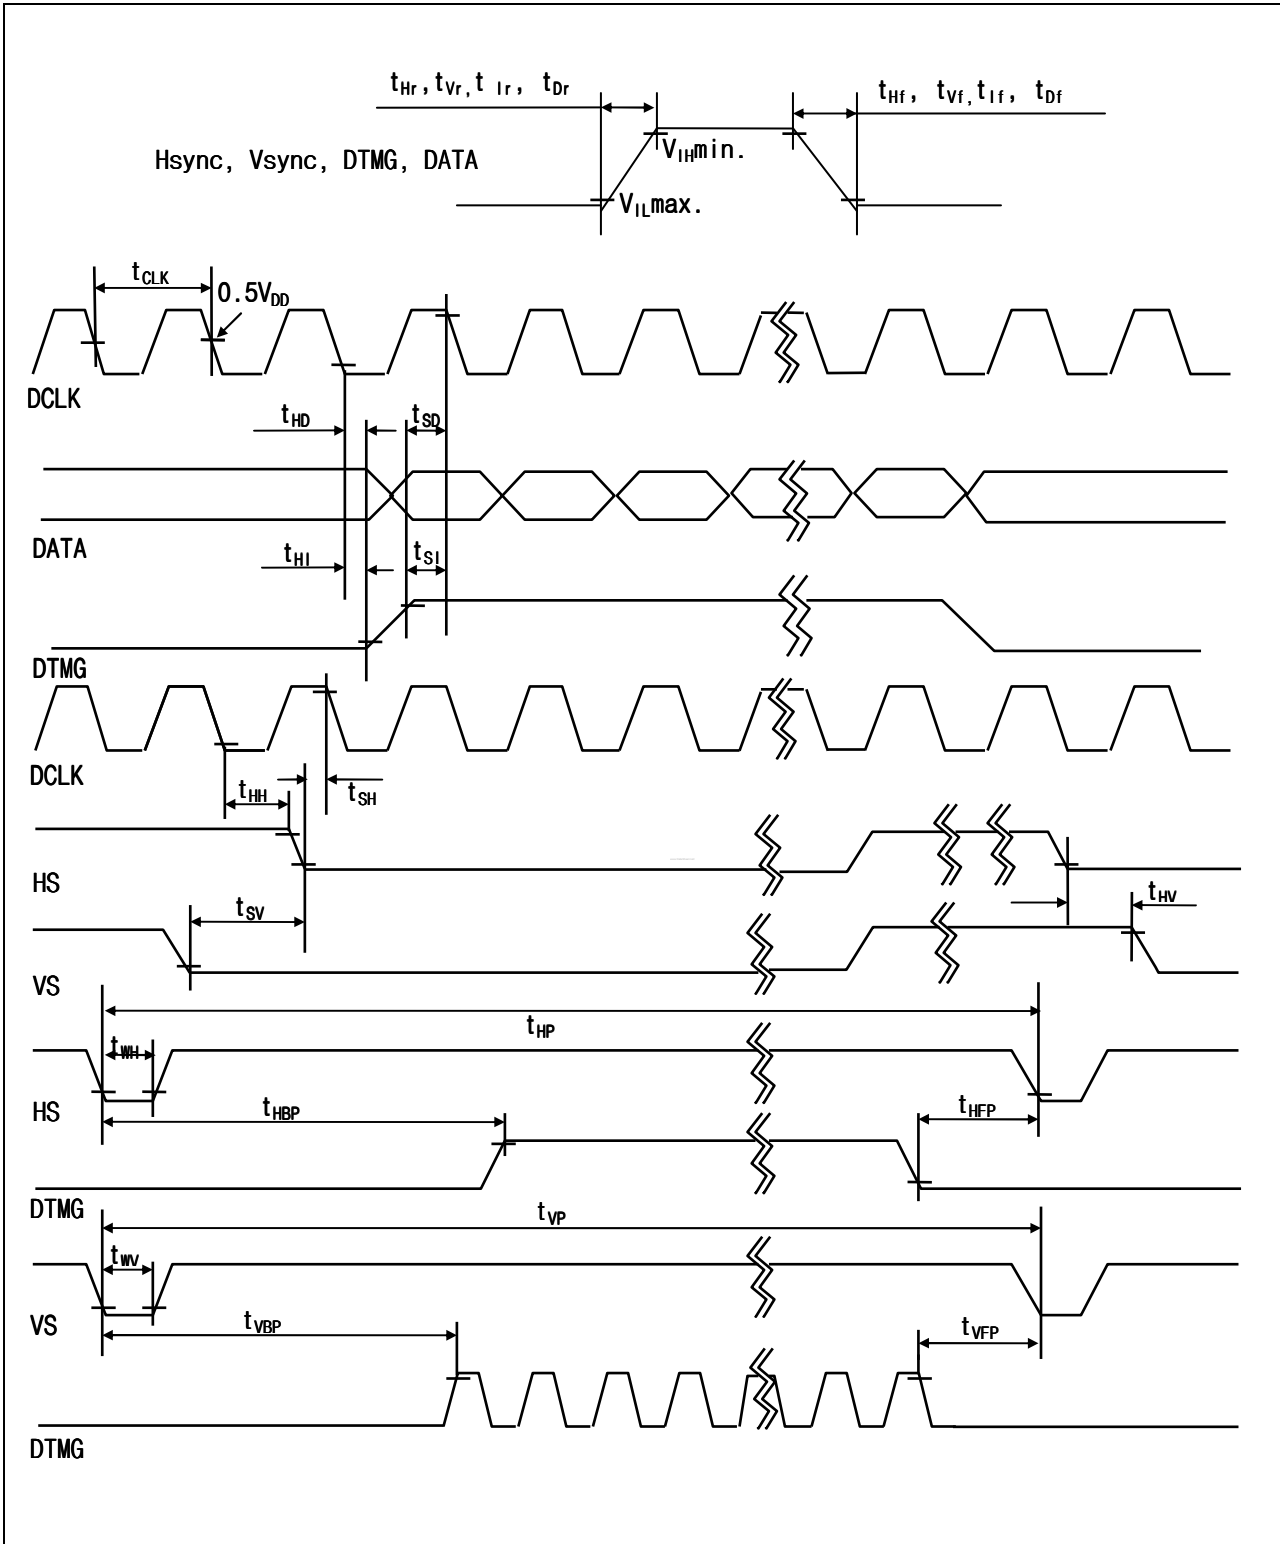 tHr, tVr, t Ir, tDr
tHf, tVf, tIf, tDf
Hsync, Vsync, DTMG, DATA
VIHmin.
VILmax.
tCLK
0.5VDD
DCLK
tHD
tSD
DATA
tHI
tSI
DTMG
DCLK
tHH
tSH
HS
tSV
tHV
VS
tHP
tWH
HS
tHBP
tHFP
DTMG
tVP
tWV
VS
tVBP
tVFP
DTMG